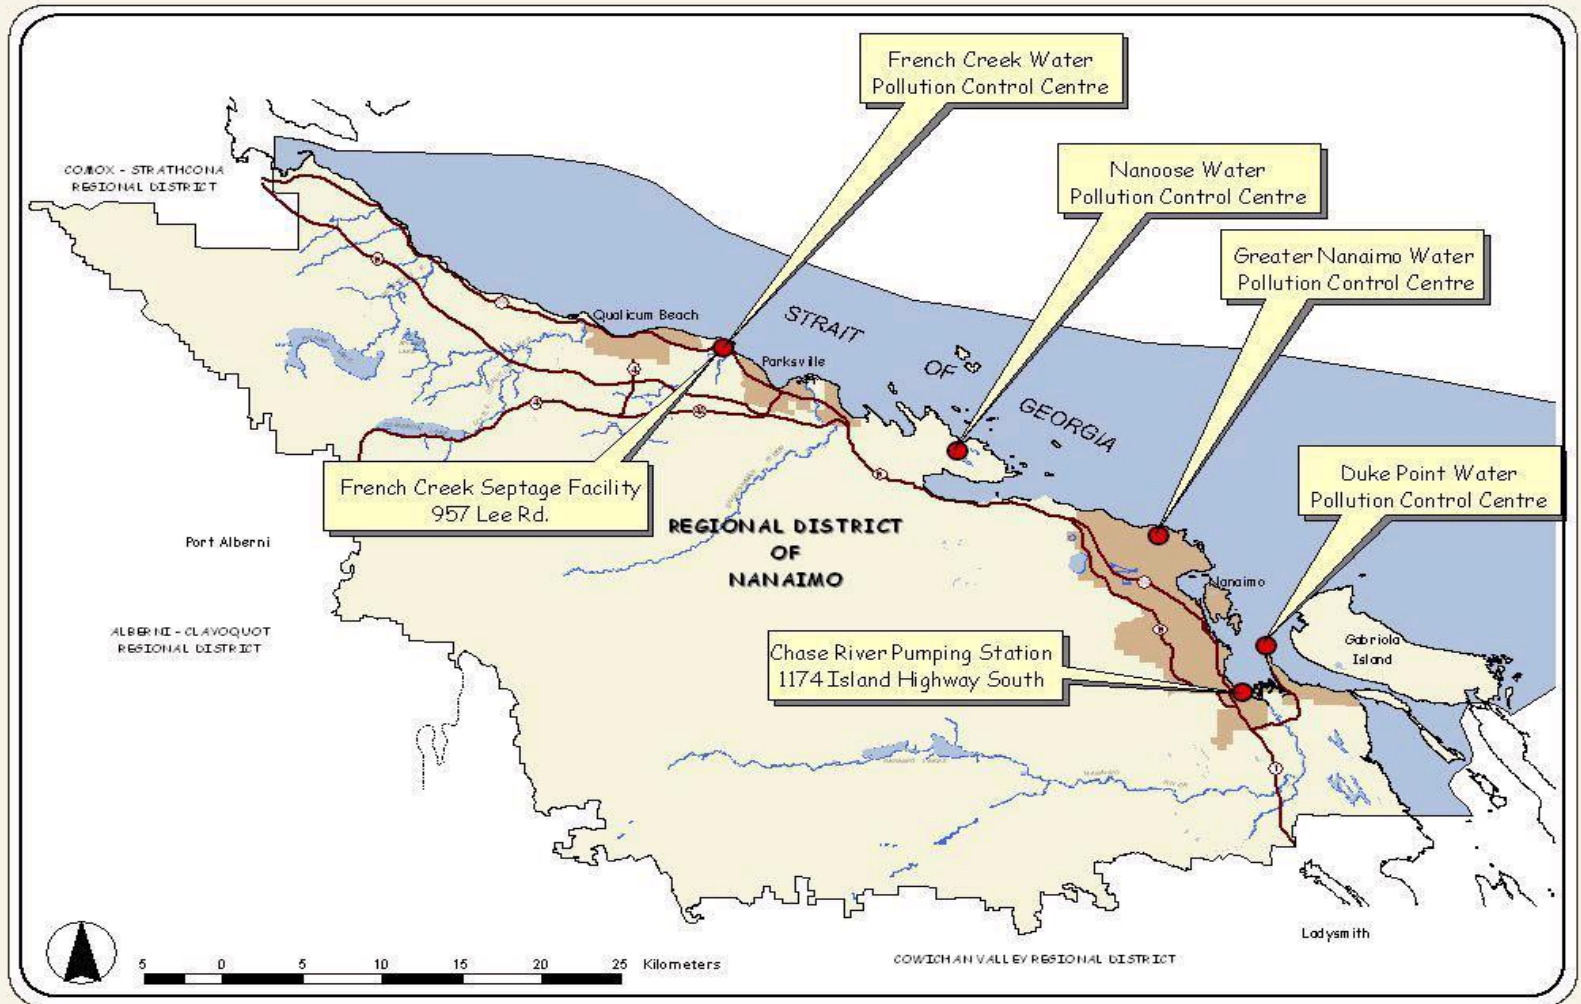 French Creek Water
Pollution Control Centre
Nanoose Water
Pollution Control Centre
COMOX - STRATHCONA
REGIONAL DISTRICT
Greater Nanaimo Water
Pollution Control Centre
Qualicum Beach
STRAIT
OF
GEORGIA
Parksville
4
4
Duke Point Water
Pollution Control Centre
French Creek Septage Facility
957 Lee Rd.
REGIONAL DISTRICT
OF
NANAIMO
Port Alberni
Nanaimo
ALBERNI - CLAYOQUOT
REGIONAL DISTRICT
Gabriola
Island
Chase River Pumping Station
1174 Island Highway South
1
Ladysmith
COWICHAN VALLEY REGIONAL DISTRICT
5 0 5 10 15 20 25 Kilometers